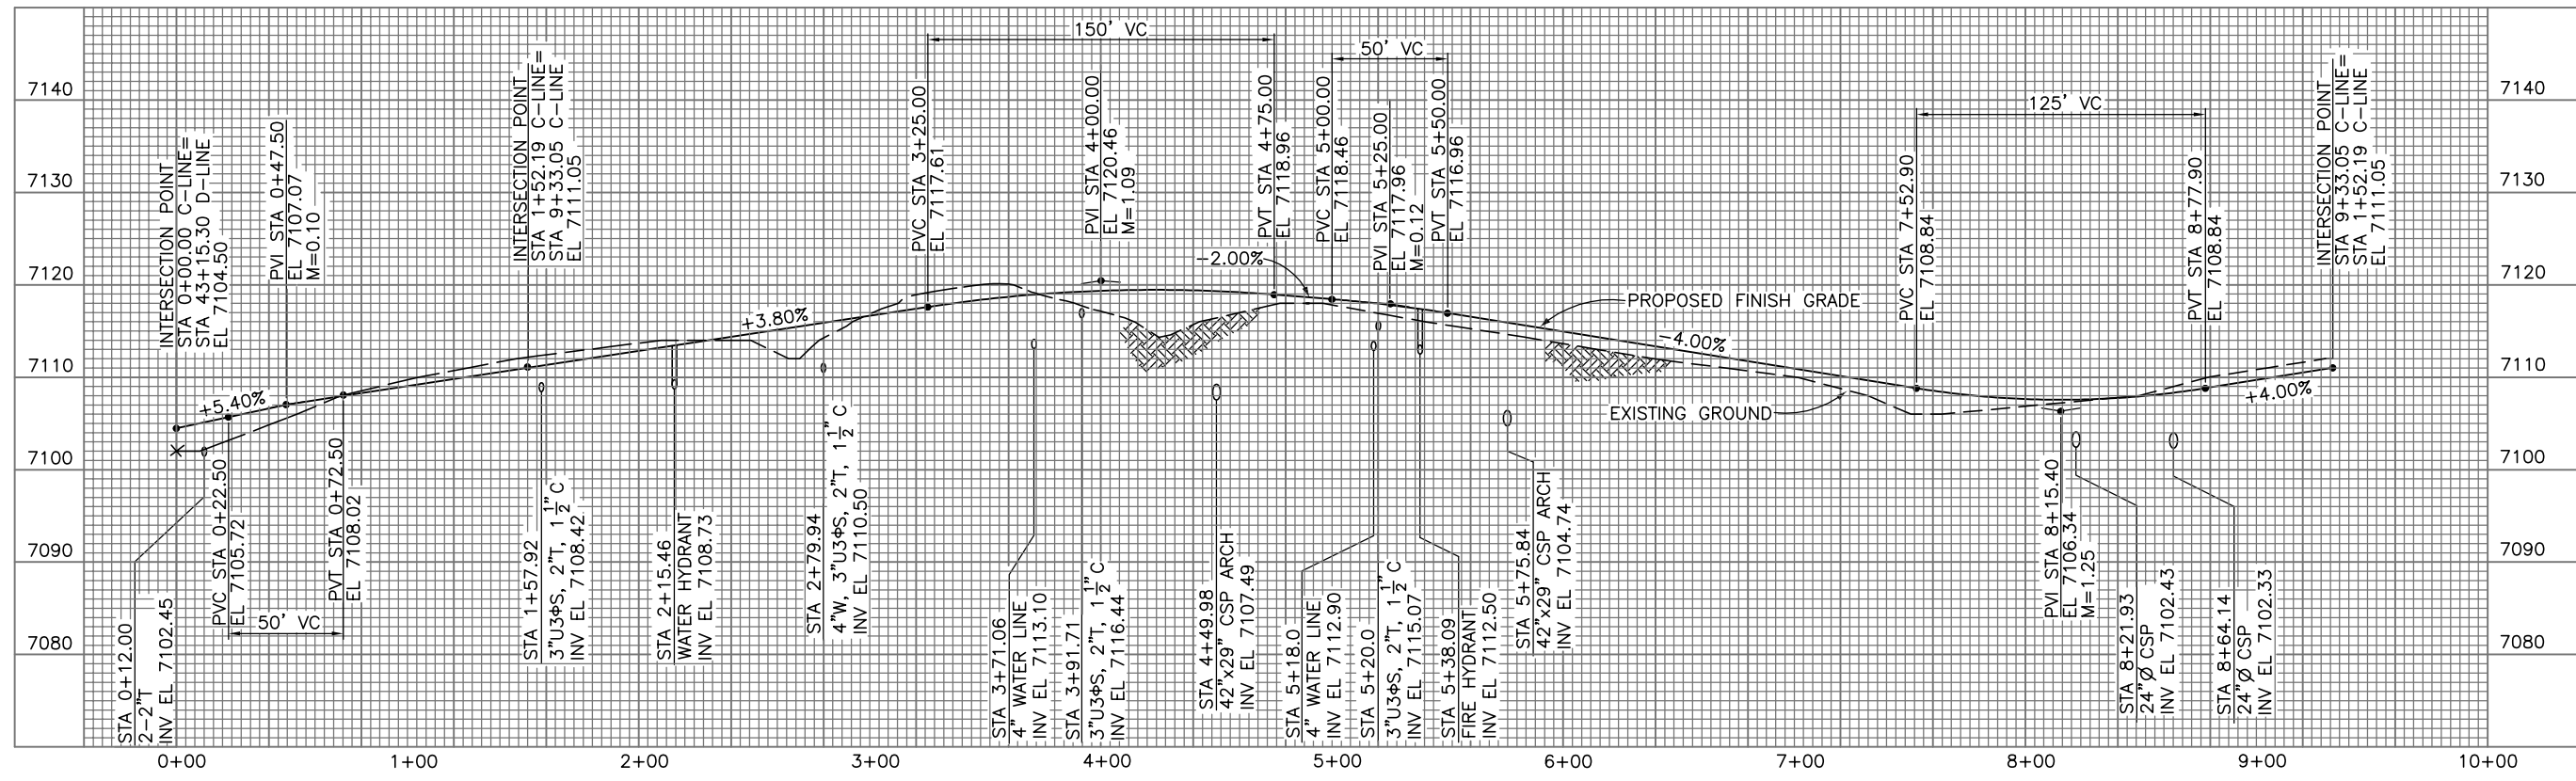 150' VC
50' VC
125' VC
7140
7130
7120
7110
7100
7090
7080
INTERSECTION POINT
STA 0+00.00 C-LINE=
STA 43+15.30 D-LINE
EL 7104.50
PVI STA 0+47.50
EL 7107.07
M=0.10
INTERSECTION POINT
STA 1+52.19 C-LINE=
STA 9+33.05 C-LINE
EL 7111.05
PVC STA 3+25.00
EL 7117.61
PVI STA 4+00.00
EL 7120.46
M=1.09
PVT STA 4+75.00
EL 7118.96
PVC STA 5+00.00
EL 7118.46
PVI STA 5+25.00
EL 7117.96
M=0.12
PVT STA 5+50.00
EL 7116.96
PVC STA 7+52.90
EL 7108.84
PVT STA 8+77.90
EL 7108.84
INTERSECTION POINT
STA 9+33.05 C-LINE=
STA 1+52.19 C-LINE
EL 7111.05
7140
7130
7120
7110
7100
7090
7080
+5.40%
+3.80%
-2.00%
PROPOSED FINISH GRADE
-4.00%
EXISTING GROUND
+4.00%
STA 0+12.00
2-2"T
INV EL 7102.45
PVC STA 0+22.50
EL 7105.72
50' VC
PVT STA 0+72.50
EL 7108.02
STA 1+57.92
3"U3ΦS, 2"T, 1 1/2" C
INV EL 7108.42
STA 2+15.46
WATER HYDRANT
INV EL 7108.73
STA 2+79.94
4"W, 3"U3ΦS, 2"T, 1 1/2" C
INV EL 7110.50
STA 3+71.06
4" WATER LINE
INV EL 7113.10
STA 3+91.71
3"U3ΦS, 2"T, 1 1/2" C
INV EL 7116.44
STA 4+49.98
42"x29" CSP ARCH
INV EL 7107.49
STA 5+18.0
4" WATER LINE
INV EL 7112.90
STA 5+20.0
3"U3ΦS, 2"T, 1 1/2" C
INV EL 7115.07
STA 5+38.09
FIRE HYDRANT
INV EL 7112.50
STA 5+75.84
42"x29" CSP ARCH
INV EL 7104.74
PVI STA 8+15.40
EL 7106.34
M=1.25
STA 8+21.93
24"Ø CSP
INV EL 7102.43
STA 8+64.14
24"Ø CSP
INV EL 7102.33
0+00
1+00
2+00
3+00
4+00
5+00
6+00
7+00
8+00
9+00
10+00